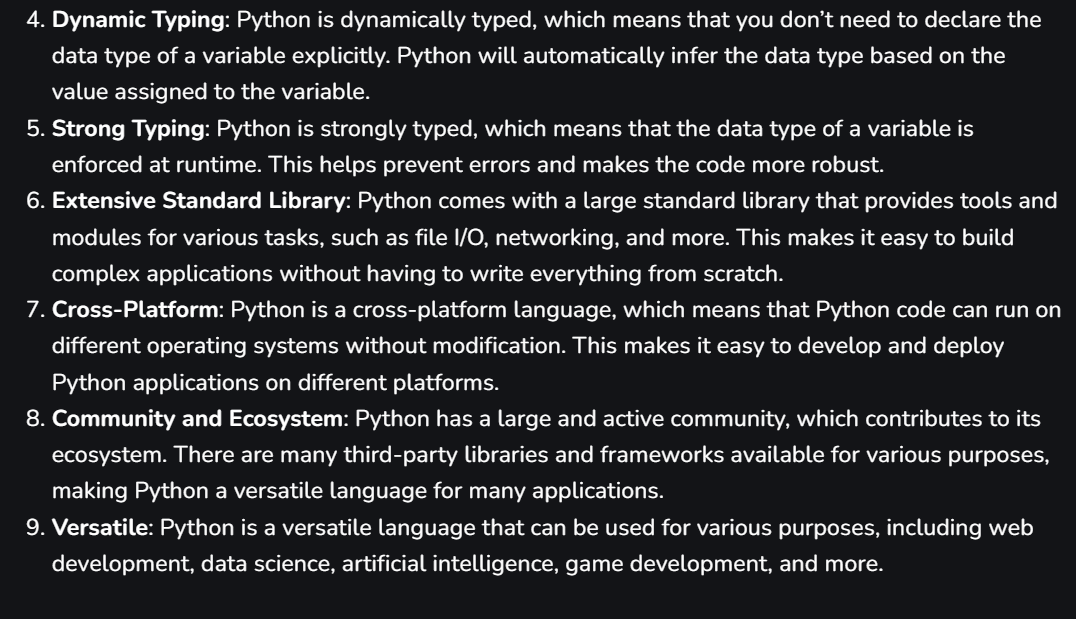 4. Dynamic Typing: Python is dynamically typed, which means that you don’t need to declare the
data type of a variable explicitly. Python will automatically infer the data type based on the
value assigned to the variable.
5. Strong Typing: Python is strongly typed, which means that the data type of a variable is
enforced at runtime. This helps prevent errors and makes the code more robust.
6. Extensive Standard Library: Python comes with a large standard library that provides tools and
modules for various tasks, such as file I/O, networking, and more. This makes it easy to build
complex applications without having to write everything from scratch.
7. Cross-Platform: Python is a cross-platform language, which means that Python code can run on
different operating systems without modification. This makes it easy to develop and deploy
Python applications on different platforms.
8. Community and Ecosystem: Python has a large and active community, which contributes to its
ecosystem. There are many third-party libraries and frameworks available for various purposes,
making Python a versatile language for many applications.
9. Versatile: Python is a versatile language that can be used for various purposes, including web
development, data science, artificial intelligence, game development, and more.